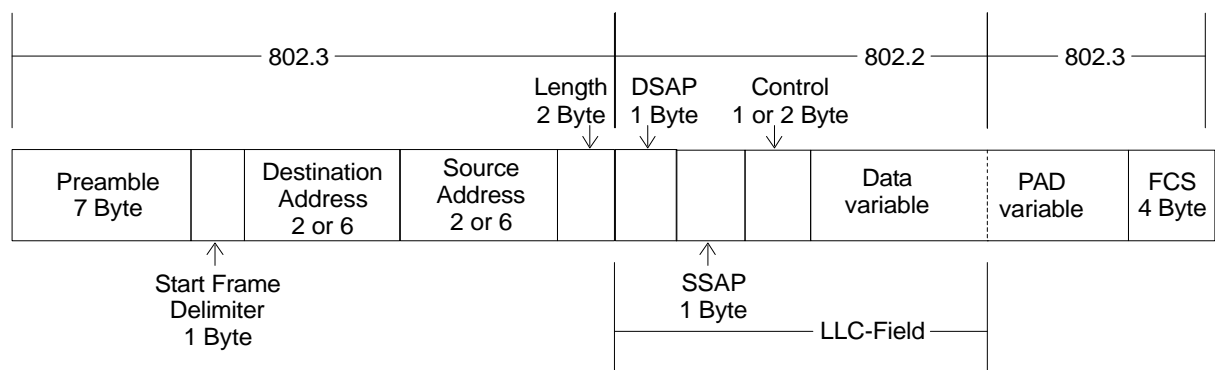 802.3
802.2
802.3
Length
2 Byte
DSAP
1 Byte
Control
1 or 2 Byte
Preamble
7 Byte
Destination
Address
2 or 6
Source
Address
2 or 6
Data
variable
PAD
variable
FCS
4 Byte
Start Frame
Delimiter
1 Byte
SSAP
1 Byte
LLC-Field